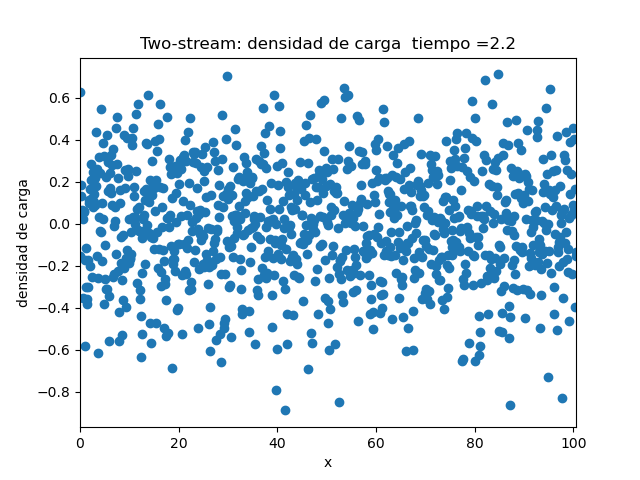 Two-stream: densidad de carga  tiempo =2.2
densidad de carga
0.6
0.4
0.2
0.0
−0.2
−0.4
−0.6
−0.8
0 20 40 60 80 100
x